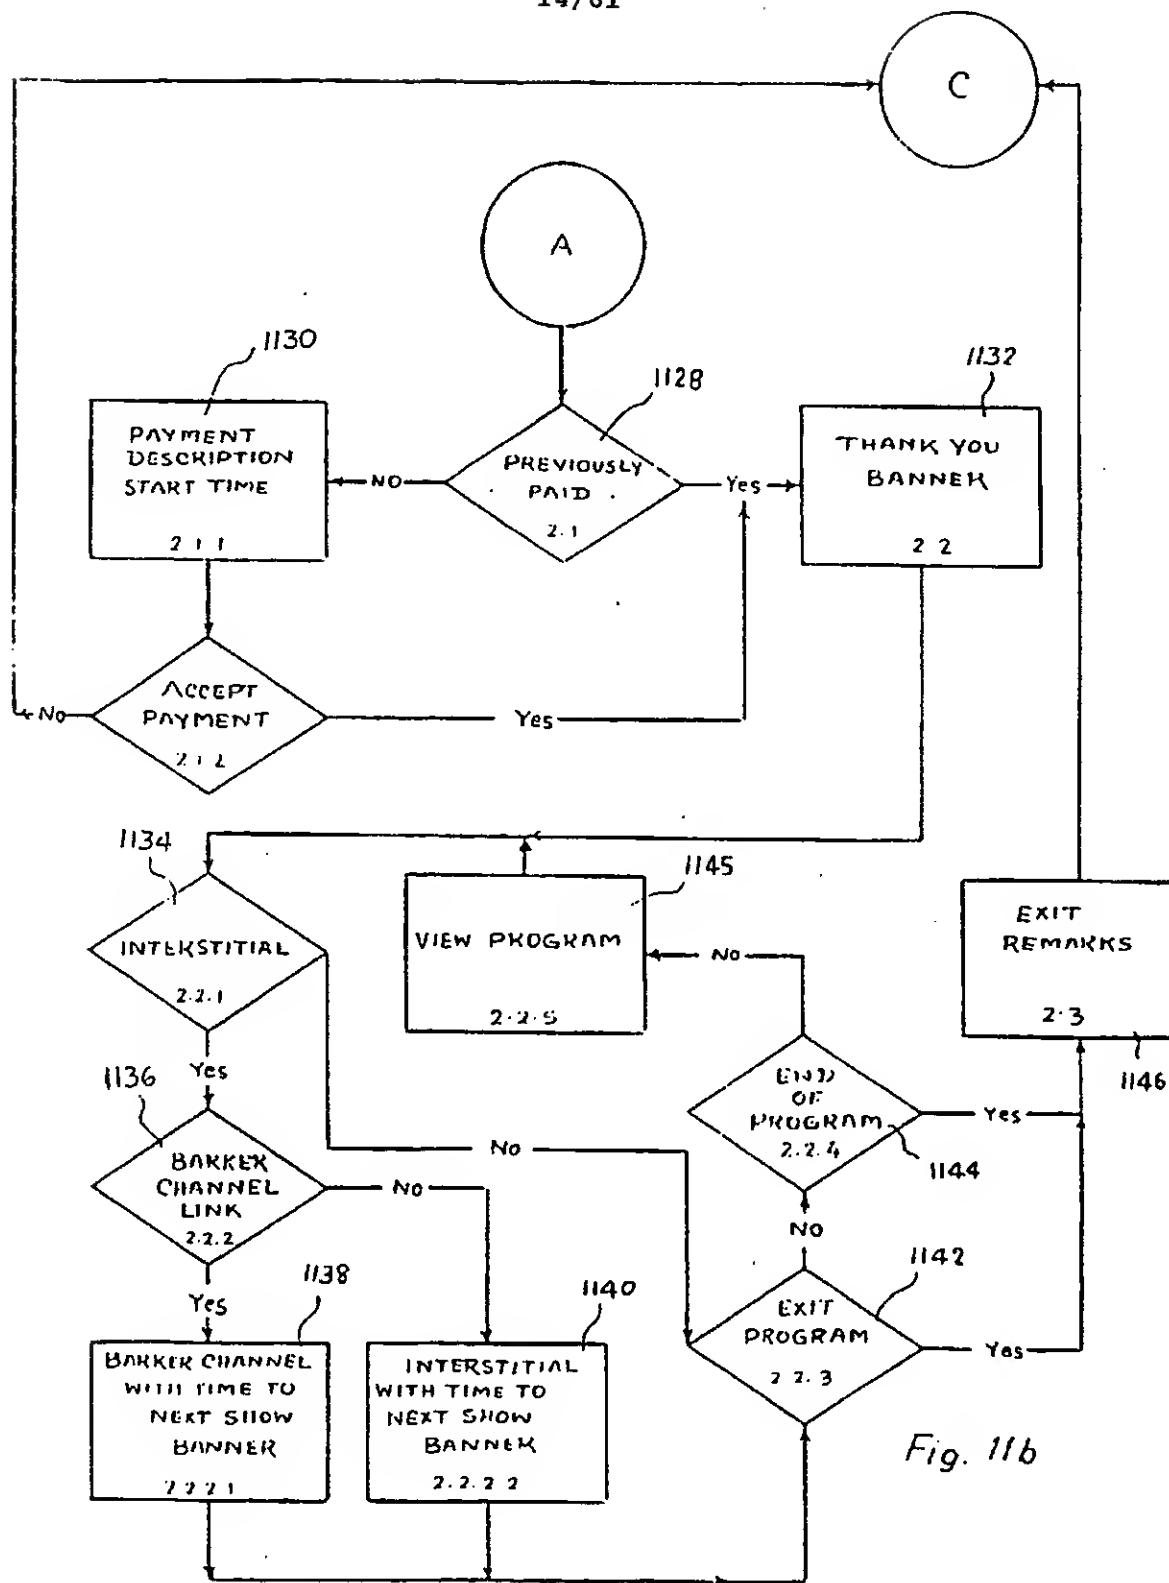 14/61
C
A
1130
1128
1132
PAYMENT
DESCRIPTION
START TIME
2 1 1
NO
PREVIOUSLY
PAID
2.1
Yes
THANK YOU
BANNER
2 2
ACCEPT
PAYMENT
2 1 2
No
Yes
1134
INTERSTITIAL
2.2.1
Yes
No
1145
VIEW PROGRAM
2.2.5
No
EXIT
REMARKS
2.3
1146
1136
BARKER
CHANNEL
LINK
2.2.2
No
Yes
END
OF
PROGRAM
2.2.4
Yes
1144
NO
1138
BARKER CHANNEL
WITH TIME TO
NEXT SHOW
BANNER
2 2 2 1
1140
INTERSTITIAL
WITH TIME TO
NEXT SHOW
BANNER
2.2.2 2
1142
EXIT
PROGRAM
2 2.3
Yes
Fig. 11b